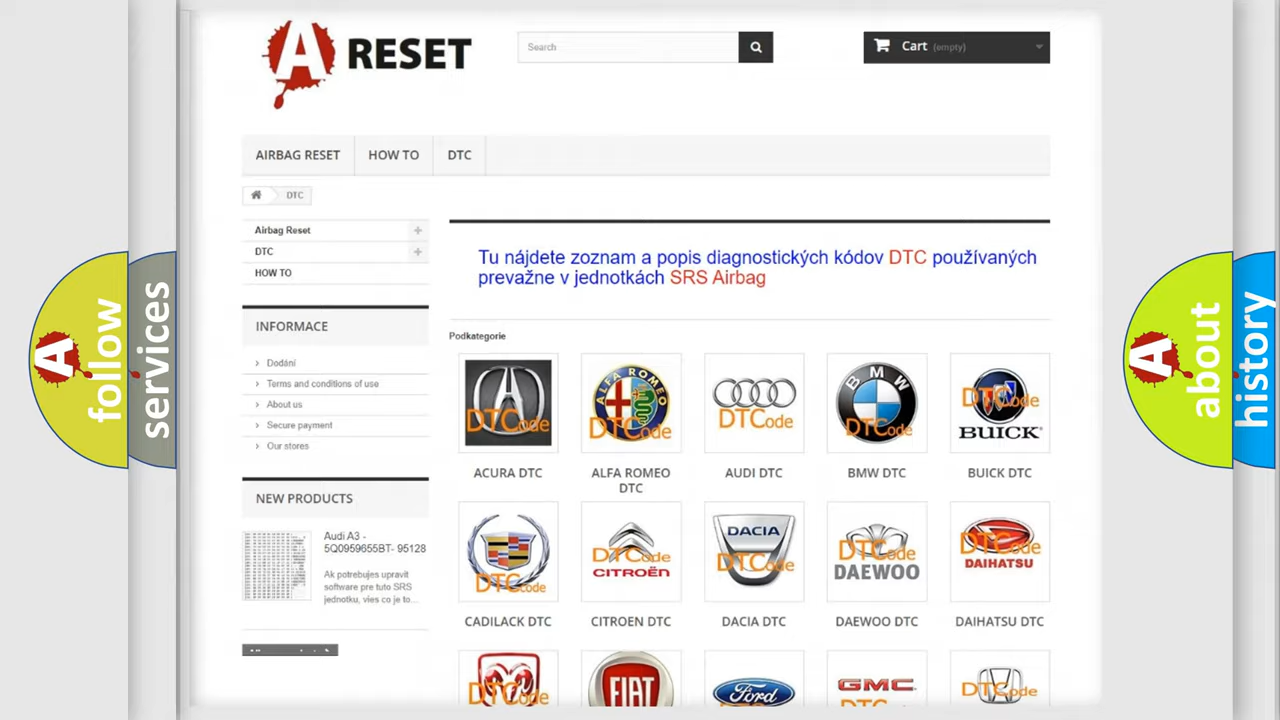 A RESET
Search
Cart (empty)
AIRBAG RESET
HOW TO
DTC
DTC
Airbag Reset
DTC
HOW TO
INFORMACE
Dodání
Terms and conditions of use
About us
Secure payment
Our stores
NEW PRODUCTS
Audi A3 -
5Q0959655BT- 95128
Ak potrebujes upravit
software pre tuto SRS
jednotku, vies co je to...
Tu nájdete zoznam a popis diagnostických kódov DTC používaných
prevažne v jednotkách SRS Airbag
Podkategorie
DTCode
ALFA ROMEO
DTCode
DTCode
BMW
DTCode
DTCode
BUICK
ACURA DTC
ALFA ROMEO
DTC
AUDI DTC
BMW DTC
BUICK DTC
DTCode
DTCode
CITROËN
DACIA
DTCode
DTCode
DAEWOO
DTCode
DAIHATSU
CADILACK DTC
CITROEN DTC
DACIA DTC
DAEWOO DTC
DAIHATSU DTC
DTCode
FIAT
Ford
GMC
DTCode
A
follow
services
A
about
history